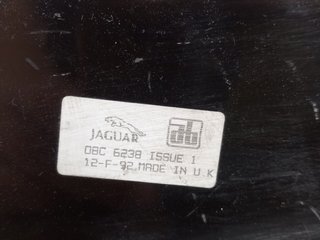 JAGUAR
DBC 6238 ISSUE 1
12-F-92 MADE IN U.K